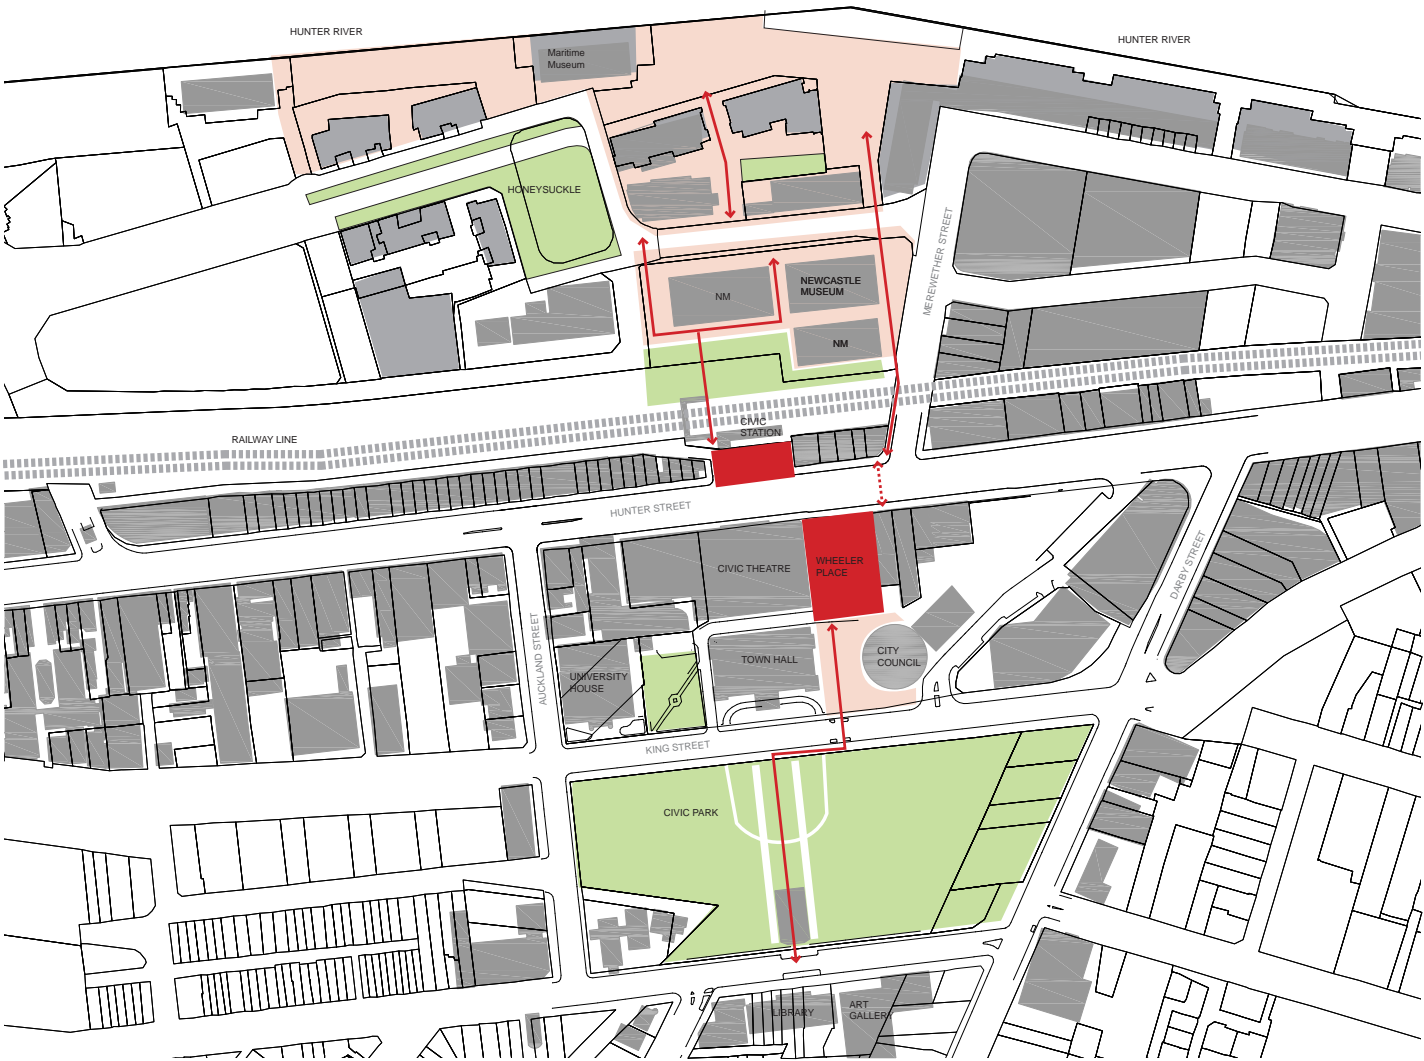 HUNTER RIVER
HUNTER RIVER
Maritime
Museum
HONEYSUCKLE
MEREWETHER STREET
NM
NEWCASTLE
MUSEUM
NM
CIVIC
STATION
RAILWAY LINE
HUNTER STREET
CIVIC THEATRE
WHEELER
PLACE
DARBY STREET
AUCKLAND STREET
UNIVERSITY
HOUSE
TOWN HALL
CITY
COUNCIL
KING STREET
CIVIC PARK
LIBRARY
ART
GALLERY